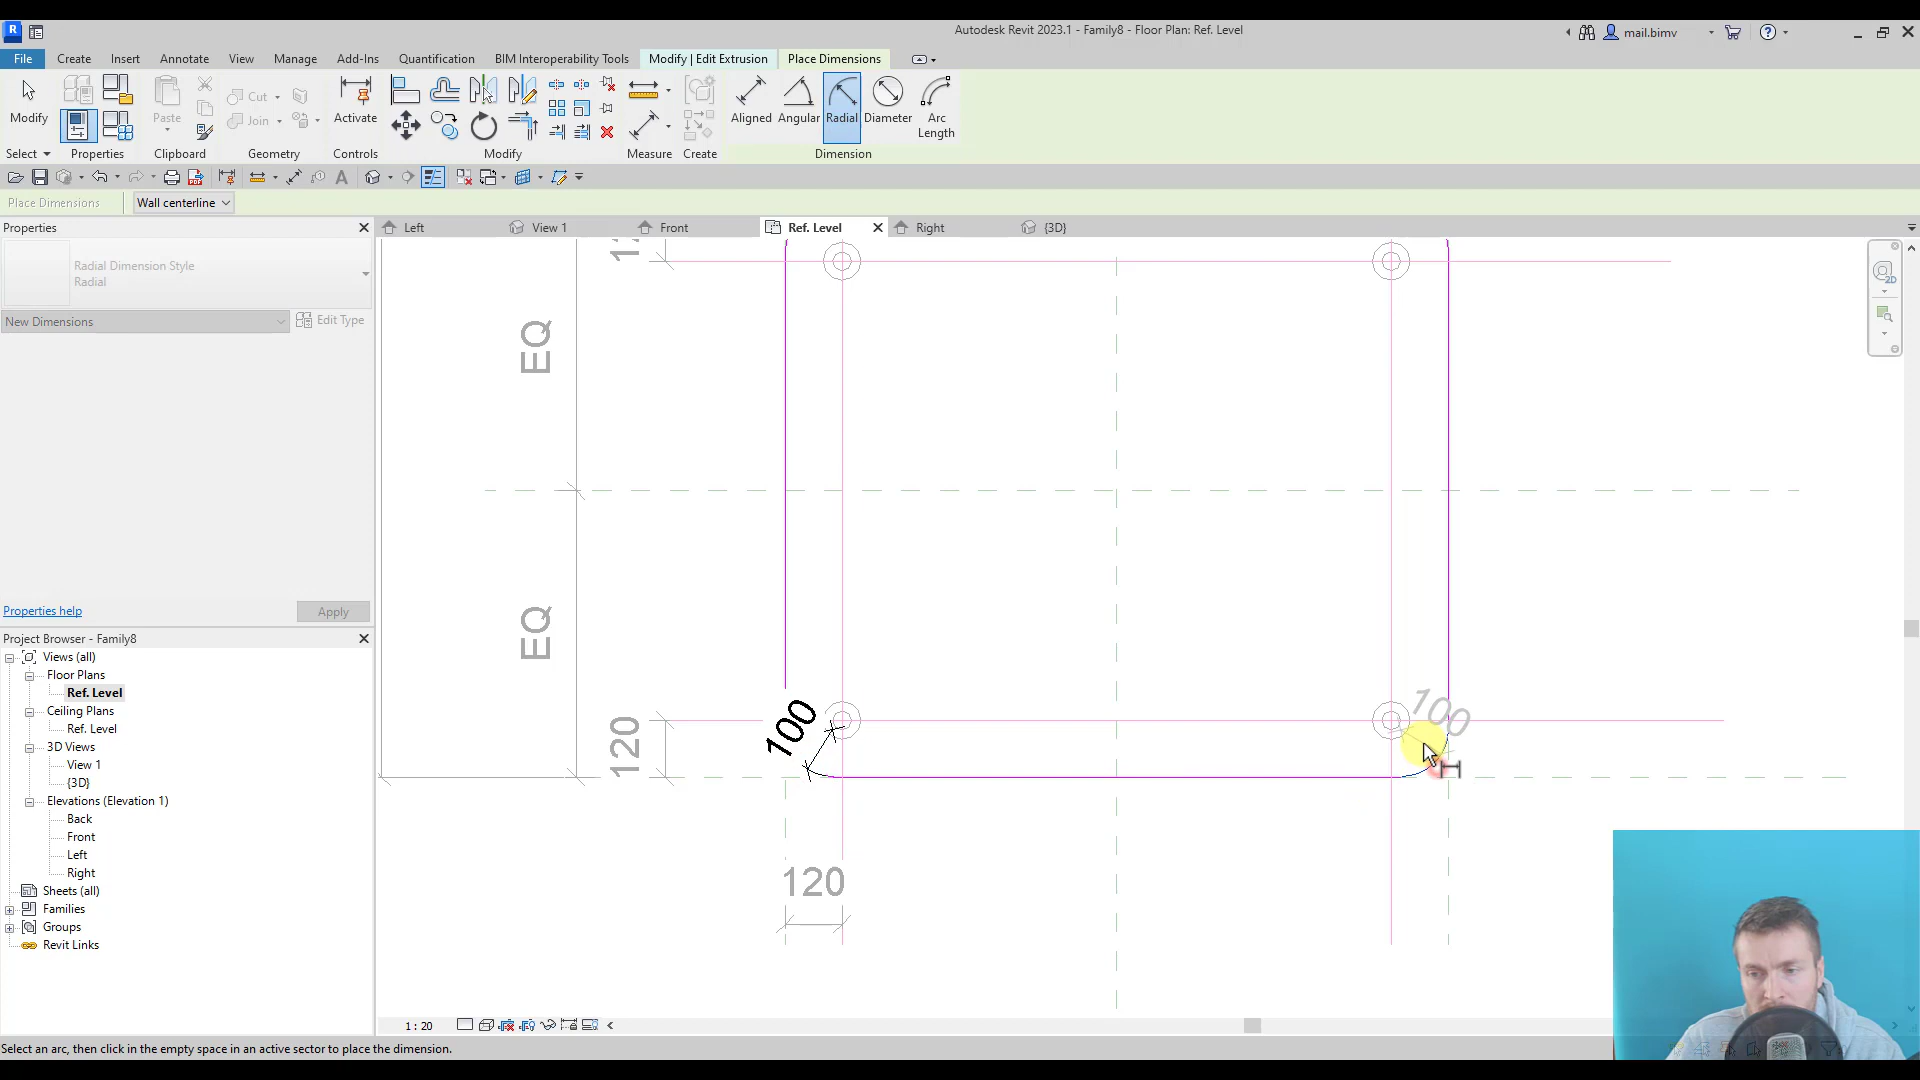 Autodesk Revit 2023.1 - Family8 - Floor Plan: Ref. Level
mail.bimv
File Create Insert Annotate View Manage Add-Ins Quantification BIM Interoperability Tools Modify | Edit Extrusion Place Dimensions
Modify Paste Cut Join Activate Aligned Angular Radial Diameter Arc Length
Select Properties Clipboard Geometry Controls Modify Measure Create Dimension
Place Dimensions Wall centerline
Properties
Left View 1 Front Ref. Level Right {3D}
Radial Dimension Style
Radial
New Dimensions Edit Type
Properties help Apply
Project Browser - Family8
Views (all)
Floor Plans
Ref. Level
Ceiling Plans
Ref. Level
3D Views
View 1
{3D}
Elevations (Elevation 1)
Back
Front
Left
Right
Sheets (all)
Families
Groups
Revit Links
EQ
EQ
120
100
100
120
1 : 20
2D
Select an arc, then click in the empty space in an active sector to place the dimension.